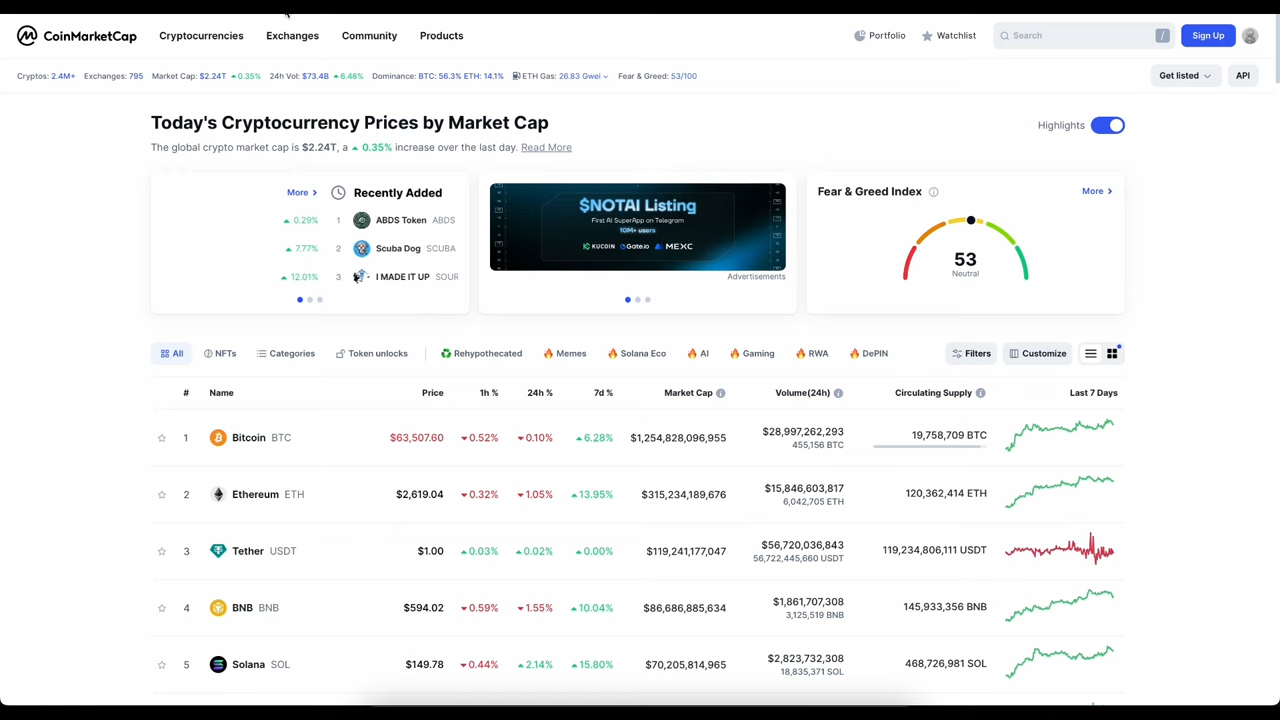 CoinMarketCap Cryptocurrencies Exchanges Community Products Portfolio Watchlist Search / Sign Up
Cryptos: 2.4M+ Exchanges: 795 Market Cap: $2.24T 0.35% 24h Vol: $73.4B 6.48% Dominance: BTC: 56.3% ETH: 14.1% ETH Gas: 26.83 Gwei Fear & Greed: 53/100 Get listed API
Today's Cryptocurrency Prices by Market Cap
Highlights
The global crypto market cap is $2.24T, a 0.35% increase over the last day. Read More
More > Recently Added
0.29% 1 ABDS Token ABDS
7.77% 2 Scuba Dog SCUBA
12.01% 3 I MADE IT UP SOUR
$NOTAI Listing
First AI SuperApp on Telegram
10M+ users
KUCOIN Gate.io MEXC
Advertisements
Fear & Greed Index More >
53
Neutral
All NFTs Categories Token unlocks Rehypothecated Memes Solana Eco AI Gaming RWA DePIN Filters Customize
# Name Price 1h % 24h % 7d % Market Cap Volume(24h) Circulating Supply Last 7 Days
1 Bitcoin BTC $63,507.60 0.52% 0.10% 6.28% $1,254,828,096,955 $28,997,262,293 19,758,709 BTC
455,156 BTC
2 Ethereum ETH $2,619.04 0.32% 1.05% 13.95% $315,234,189,676 $15,846,603,817 120,362,414 ETH
6,042,705 ETH
3 Tether USDT $1.00 0.03% 0.02% 0.00% $119,241,177,047 $56,720,036,843 119,234,806,111 USDT
56,722,445,660 USDT
4 BNB BNB $594.02 0.59% 1.55% 10.04% $86,686,885,634 $1,861,707,308 145,933,356 BNB
3,125,519 BNB
5 Solana SOL $149.78 0.44% 2.14% 15.80% $70,205,814,965 $2,823,732,308 468,726,981 SOL
18,835,371 SOL